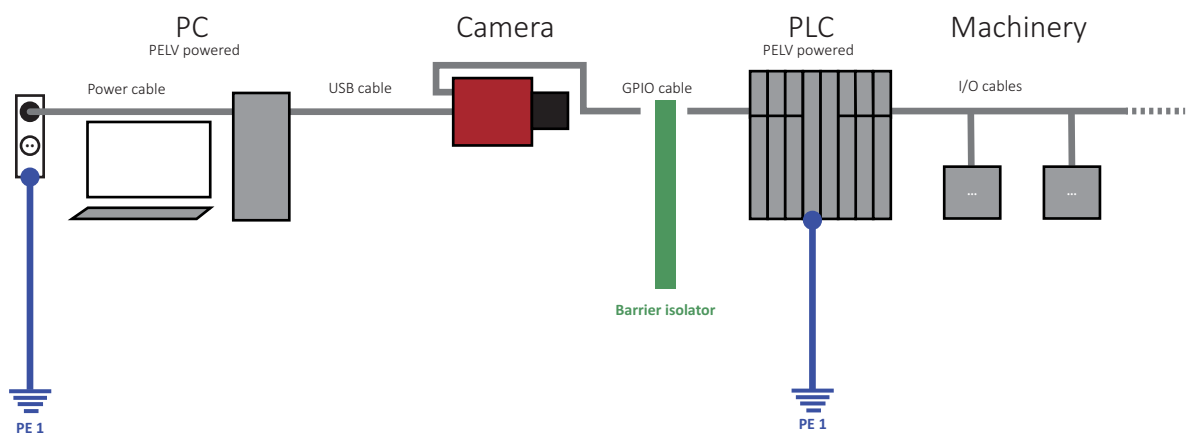 PC
PELV powered
Camera
PLC
PELV powered
Machinery
Power cable
USB cable
GPIO cable
I/O cables
...
...
Barrier isolator
PE 1
PE 1